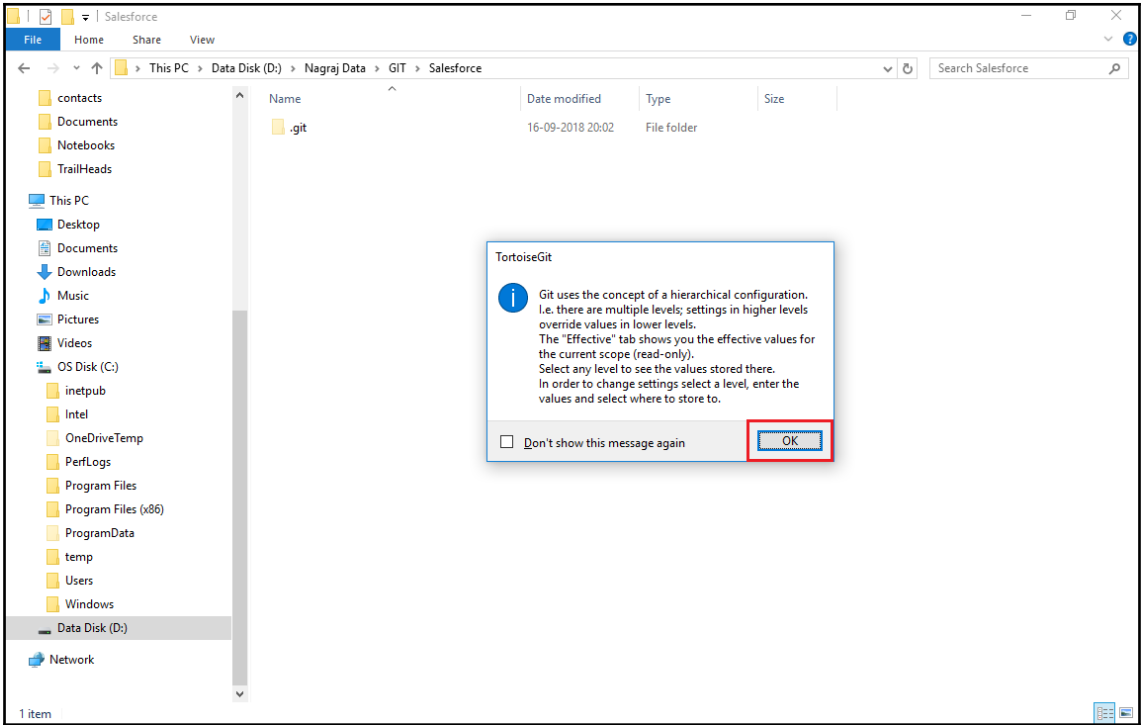 Salesforce
File Home Share View
> This PC > Data Disk (D:) > Nagraj Data > GIT > Salesforce
Search Salesforce
contacts
Documents
Notebooks
TrailHeads
This PC
Desktop
Documents
Downloads
Music
Pictures
Videos
OS Disk (C:)
inetpub
Intel
OneDriveTemp
PerfLogs
Program Files
Program Files (x86)
ProgramData
temp
Users
Windows
Data Disk (D:)
Network
Name Date modified Type Size
.git 16-09-2018 20:02 File folder
TortoiseGit
Git uses the concept of a hierarchical configuration.
I.e. there are multiple levels; settings in higher levels
override values in lower levels.
The "Effective" tab shows you the effective values for
the current scope (read-only).
Select any level to see the values stored there.
In order to change settings select a level, enter the
values and select where to store to.
Don't show this message again
OK
1 item